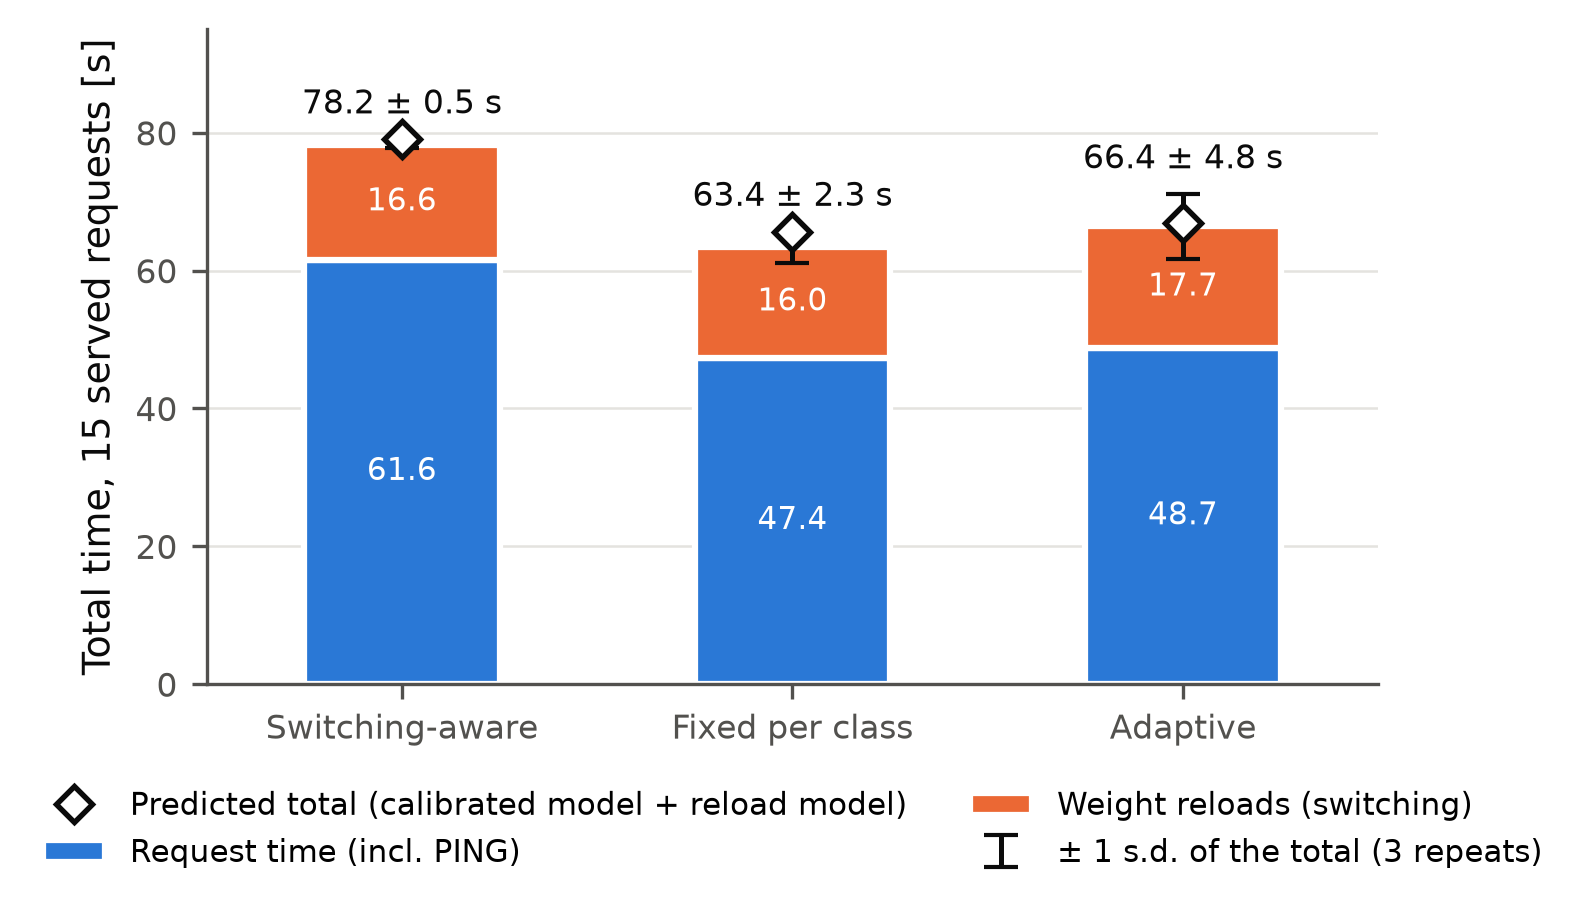 Total time, 15 served requests [s]
80
60
40
20
0
78.2 ± 0.5 s
63.4 ± 2.3 s
66.4 ± 4.8 s
16.6
16.0
17.7
61.6
47.4
48.7
Switching-aware
Fixed per class
Adaptive
Predicted total (calibrated model + reload model)
Request time (incl. PING)
Weight reloads (switching)
± 1 s.d. of the total (3 repeats)